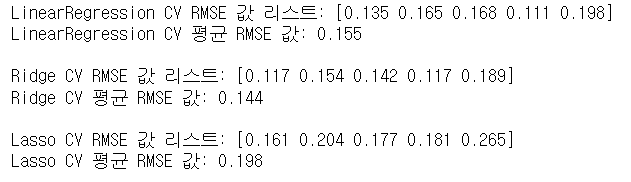 LinearRegression CV RMSE 값 리스트: [0.135 0.165 0.168 0.111 0.198]
LinearRegression CV 평균 RMSE 값: 0.155
Ridge CV RMSE 값 리스트: [0.117 0.154 0.142 0.117 0.189]
Ridge CV 평균 RMSE 값: 0.144
Lasso CV RMSE 값 리스트: [0.161 0.204 0.177 0.181 0.265]
Lasso CV 평균 RMSE 값: 0.198